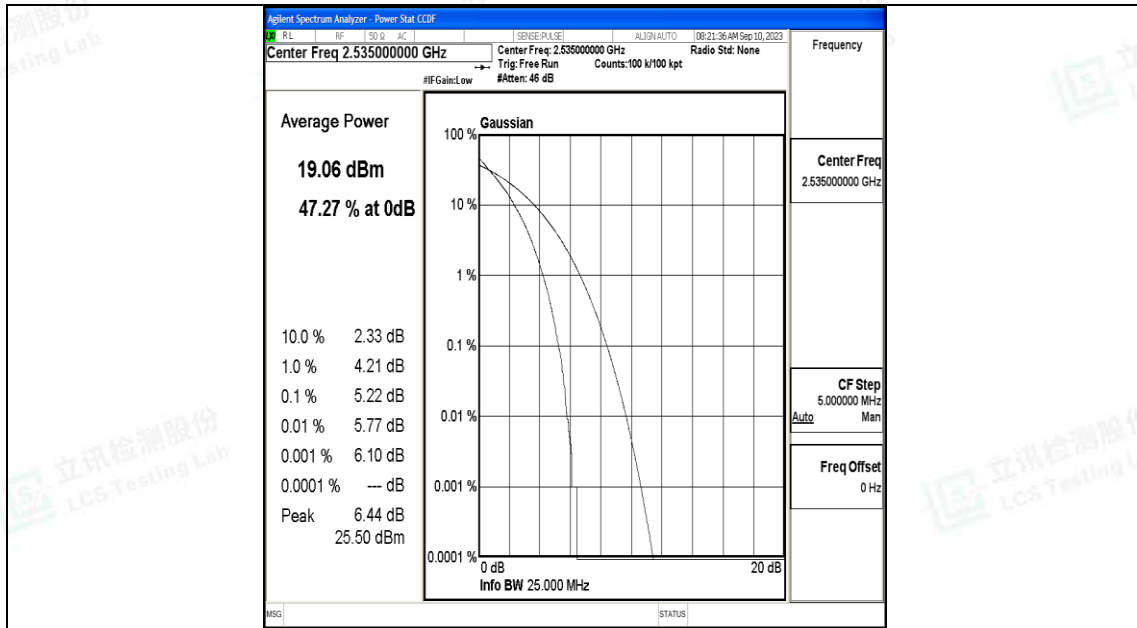 Agilent Spectrum Analyzer - Power Stat CCDF
LXI RL RF 50 Ω AC SENSE:PULSE ALIGN AUTO 08:21:36 AM Sep 10, 2023
Center Freq 2.535000000 GHz
Center Freq: 2.535000000 GHz Radio Std: None
Trig: Free Run Counts:100 k/100 kpt
#IFGain:Low #Atten: 46 dB
Frequency
Average Power
19.06 dBm
47.27 % at 0dB
10.0 % 2.33 dB
1.0 % 4.21 dB
0.1 % 5.22 dB
0.01 % 5.77 dB
0.001 % 6.10 dB
0.0001 % --- dB
Peak 6.44 dB
25.50 dBm
Gaussian
100 %
10 %
1 %
0.1 %
0.01 %
0.001 %
0.0001 %
0 dB 20 dB
Info BW 25.000 MHz
Center Freq
2.535000000 GHz
CF Step
5.000000 MHz
Auto Man
Freq Offset
0 Hz
MSG STATUS
立讯检测股份
LCS Testing Lab
立讯检测股份